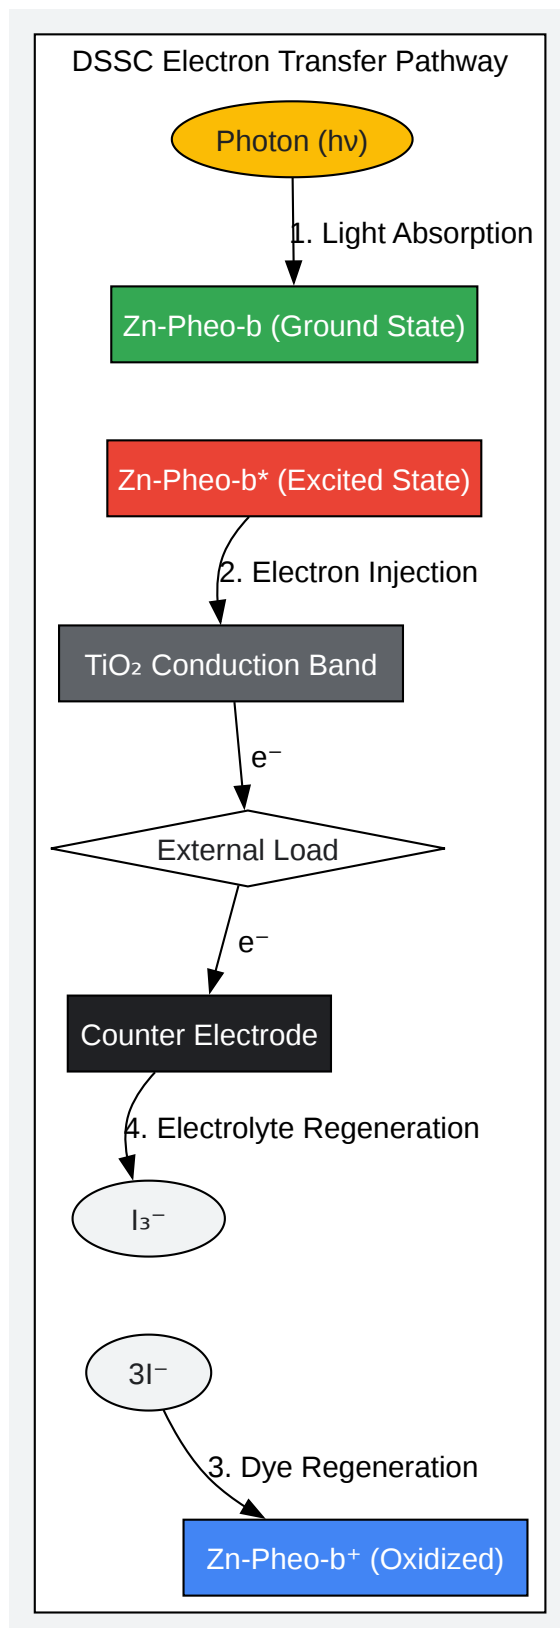 DSSC Electron Transfer Pathway
Photon (hν)
1. Light Absorption
Zn-Pheo-b (Ground State)
Zn-Pheo-b* (Excited State)
2. Electron Injection
TiO₂ Conduction Band
e⁻
External Load
e⁻
Counter Electrode
4. Electrolyte Regeneration
I₃⁻
3I⁻
3. Dye Regeneration
Zn-Pheo-b⁺ (Oxidized)